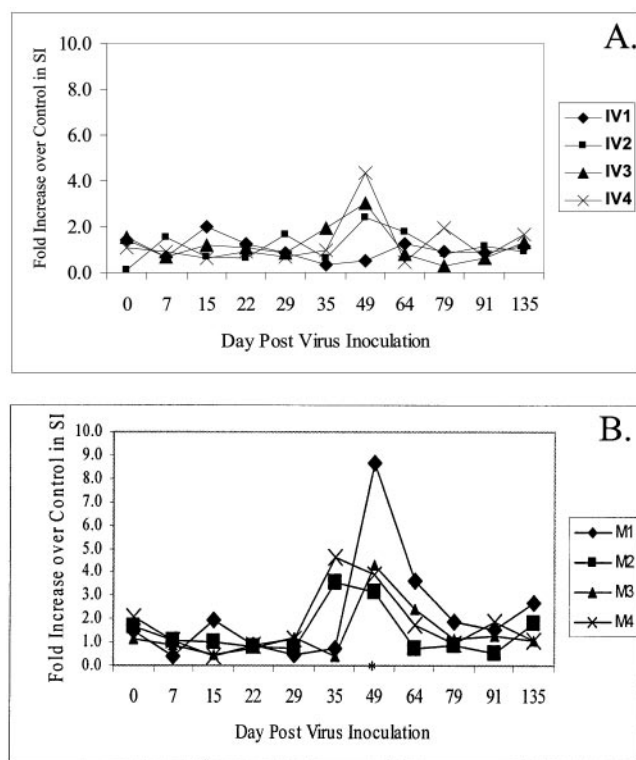 A.
Fold Increase over Control in SI
10.0
8.0
6.0
4.0
2.0
0.0
0 7 15 22 29 35 49 64 79 91 135
Day Post Virus Inoculation
IV1
IV2
IV3
IV4
B.
Fold Increase over Control in SI
10.0
9.0
8.0
7.0
6.0
5.0
4.0
3.0
2.0
1.0
0.0
*
0 7 15 22 29 35 49 64 79 91 135
Day Post Virus Inoculation
M1
M2
M3
M4